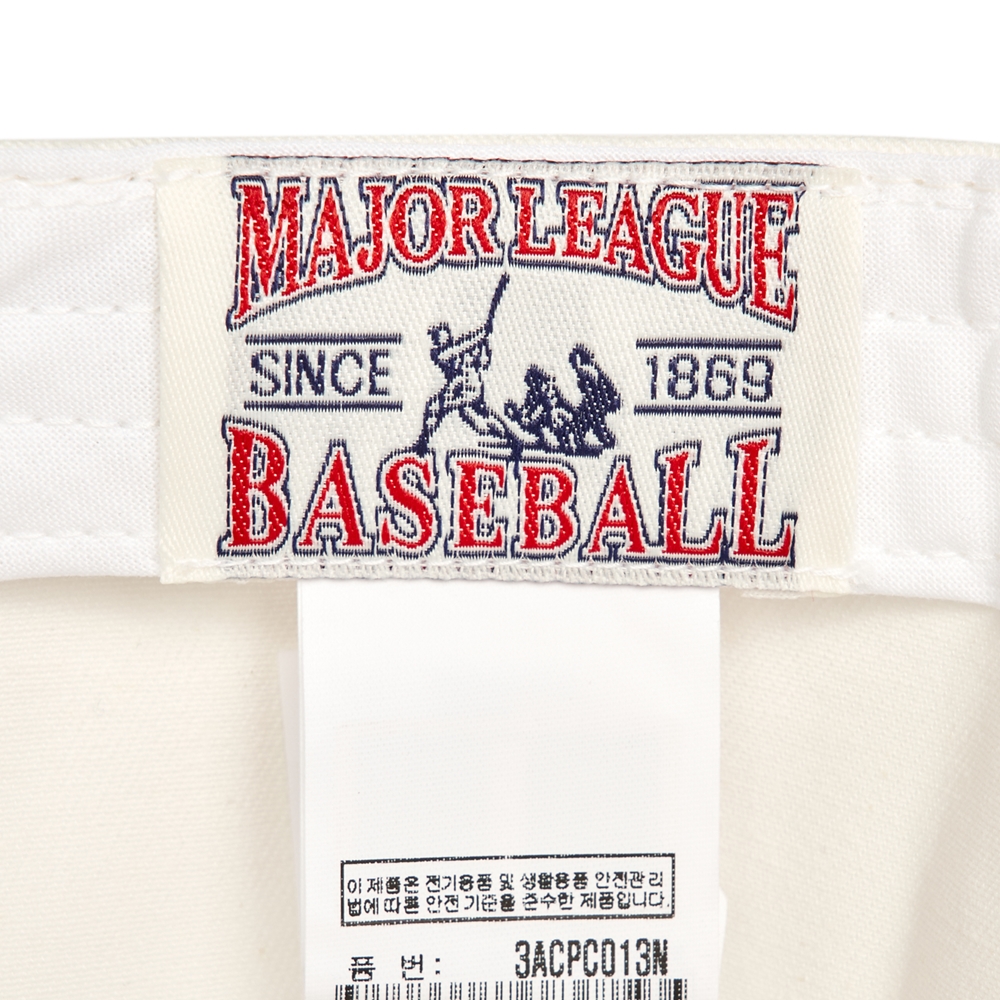 MAJOR LEAGUE
SINCE 1869
BASEBALL
이 제품은 전기용품 및 생활용품 안전관리
법에 따른 안전 기준을 준수한 제품입니다.
품 번: 3ACPC013N